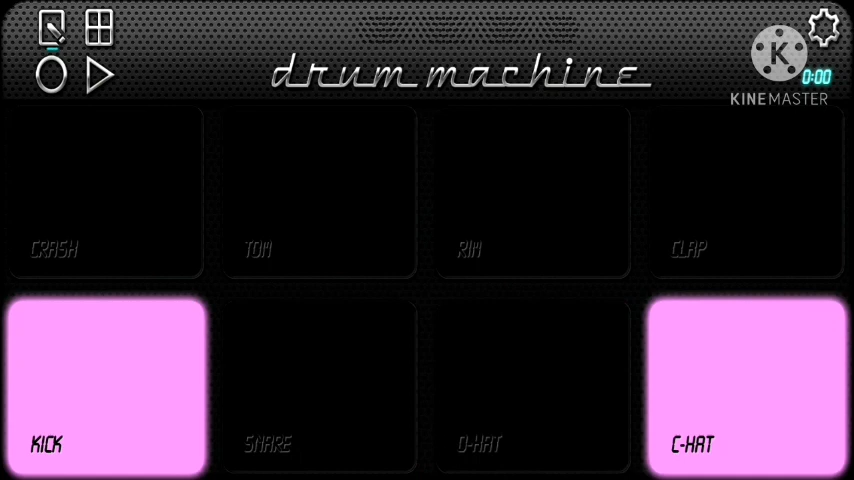 drum machine
K
0:00
KINEMASTER
CRASH TOM RIM CLAP
KICK SNARE O-HAT C-HAT